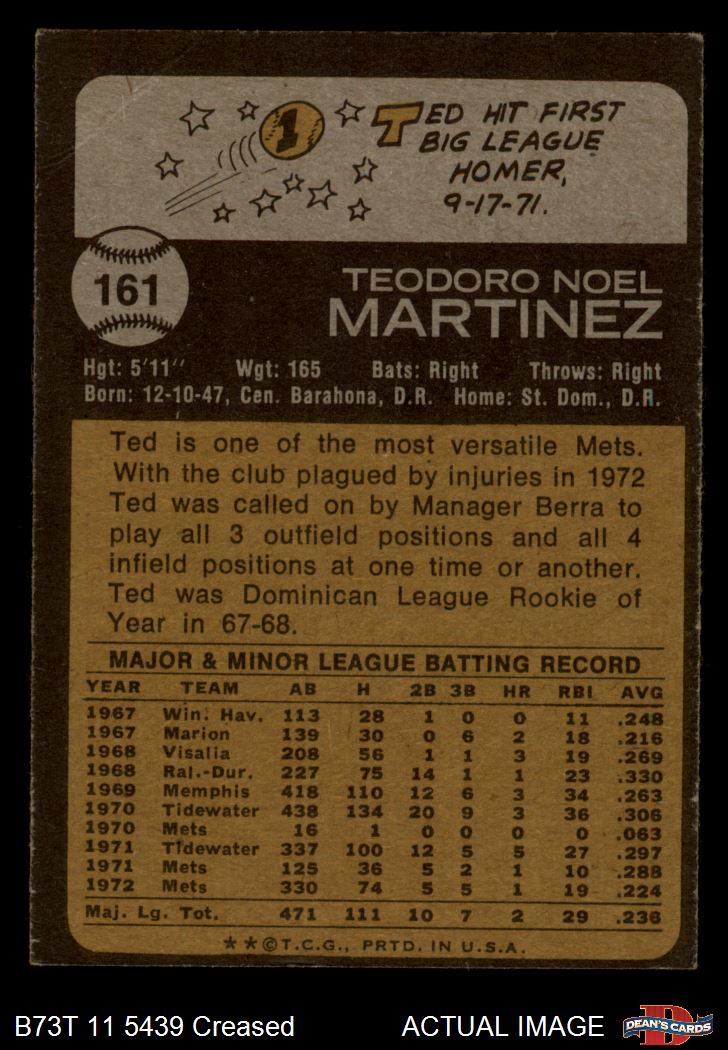 1
TED HIT FIRST
BIG LEAGUE
HOMER,
9-17-71.
161
TEODORO NOEL
MARTINEZ
Hgt: 5'11" Wgt: 165 Bats: Right Throws: Right
Born: 12-10-47, Cen. Barahona, D.R. Home: St. Dom., D.R.
Ted is one of the most versatile Mets.
With the club plagued by injuries in 1972
Ted was called on by Manager Berra to
play all 3 outfield positions and all 4
infield positions at one time or another.
Ted was Dominican League Rookie of
Year in 67-68.
MAJOR & MINOR LEAGUE BATTING RECORD
YEAR TEAM AB H 2B 3B HR RBI AVG
1967 Win. Hav. 113 28 1 0 0 11 .248
1967 Marion 139 30 0 6 2 18 .216
1968 Visalia 208 56 1 1 3 19 .269
1968 Ral.-Dur. 227 75 14 1 1 23 .330
1969 Memphis 418 110 12 6 3 34 .263
1970 Tidewater 438 134 20 9 3 36 .306
1970 Mets 16 1 0 0 0 0 .063
1971 Tidewater 337 100 12 5 5 27 .297
1971 Mets 125 36 5 2 1 10 .288
1972 Mets 330 74 5 5 1 19 .224
Maj. Lg. Tot. 471 111 10 7 2 29 .236
★★©T.C.G., PRTD. IN U.S.A.
B73T 11 5439 Creased ACTUAL IMAGE
D
DEAN'S CARDS